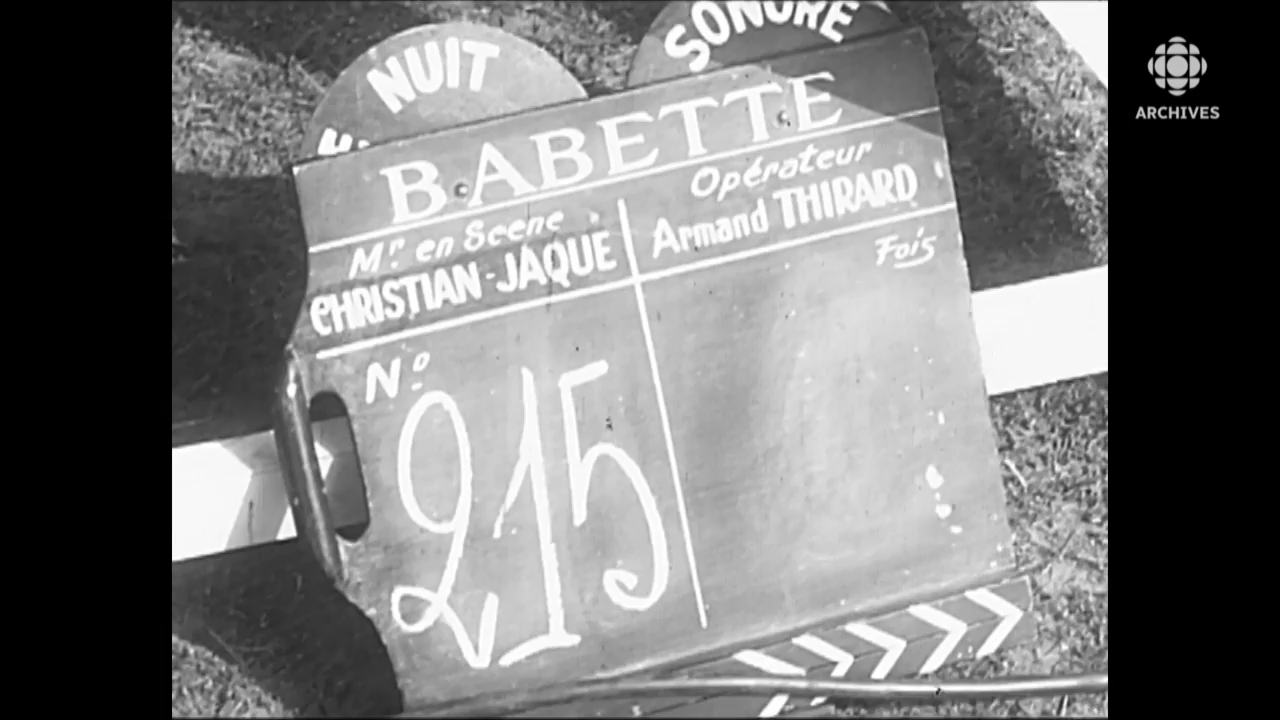 NUIT
SONORE
BABETTE
Mr en Scene
CHRISTIAN-JAQUE
Opérateur
Armand THIRARD
Fois
No
215
ARCHIVES